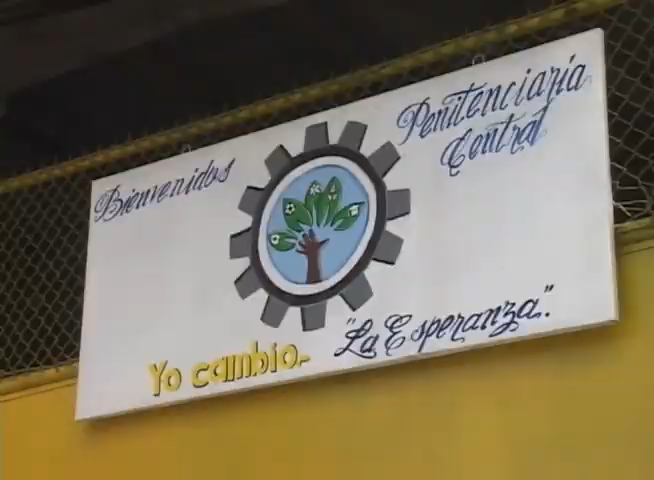 Bienvenidos
Penitenciaria
Central
Yo cambio.-
"La Esperanza".